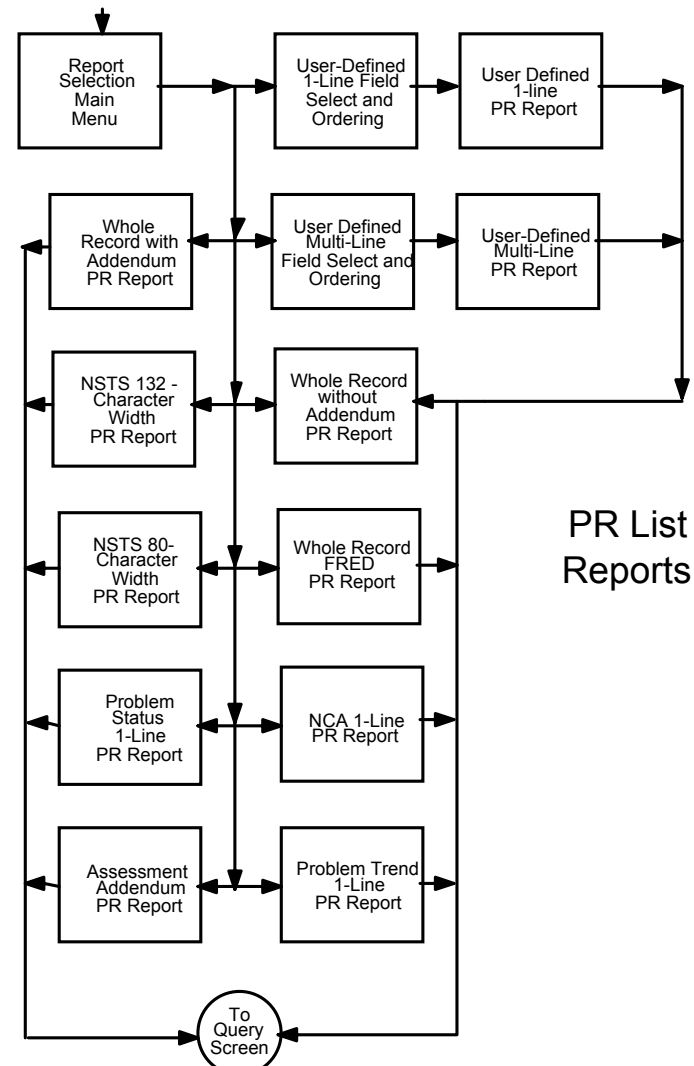 Report
Selection
Main
Menu
User-Defined
1-Line Field
Select and
Ordering
User Defined
1-line
PR Report
Whole
Record with
Addendum
PR Report
User Defined
Multi-Line
Field Select and
Ordering
User-Defined
Multi-Line
PR Report
NSTS 132 -
Character
Width
PR Report
Whole Record
without
Addendum
PR Report
NSTS 80-
Character
Width
PR Report
Whole Record
FRED
PR Report
PR List
Reports
Problem
Status
1-Line
PR Report
NCA 1-Line
PR Report
Assessment
Addendum
PR Report
Problem Trend
1-Line
PR Report
To
Query
Screen